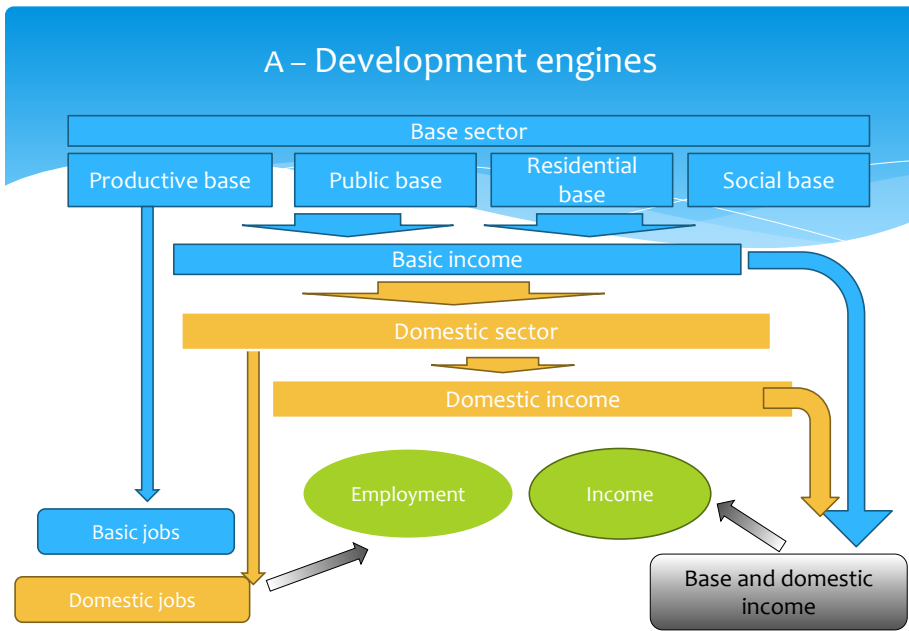 A – Development engines
Base sector
Productive base
Public base
Residential
base
Social base
Basic income
Domestic sector
Domestic income
Employment
Income
Basic jobs
Domestic jobs
Base and domestic
income